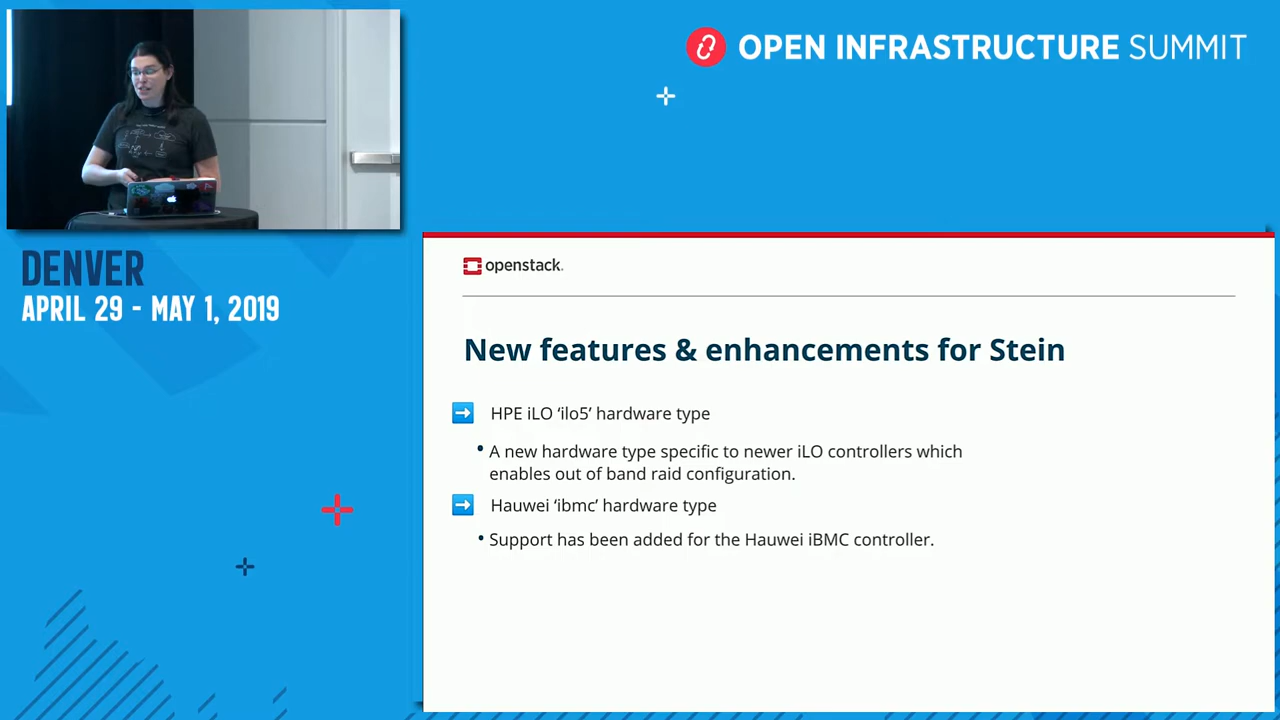 OPEN INFRASTRUCTURE SUMMIT
DENVER
APRIL 29 - MAY 1, 2019
openstack.
New features & enhancements for Stein
HPE iLO ‘ilo5’ hardware type
• A new hardware type specific to newer iLO controllers which
enables out of band raid configuration.
Hauwei ‘ibmc’ hardware type
• Support has been added for the Hauwei iBMC controller.